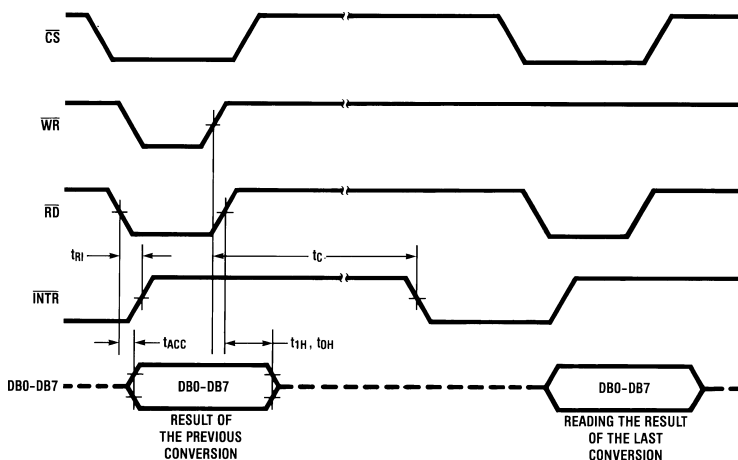 CS
WR
RD
tRI
tC
INTR
tACC
t1H , t0H
DB0-DB7
DB0-DB7
DB0-DB7
RESULT OF
THE PREVIOUS
CONVERSION
READING THE RESULT
OF THE LAST
CONVERSION